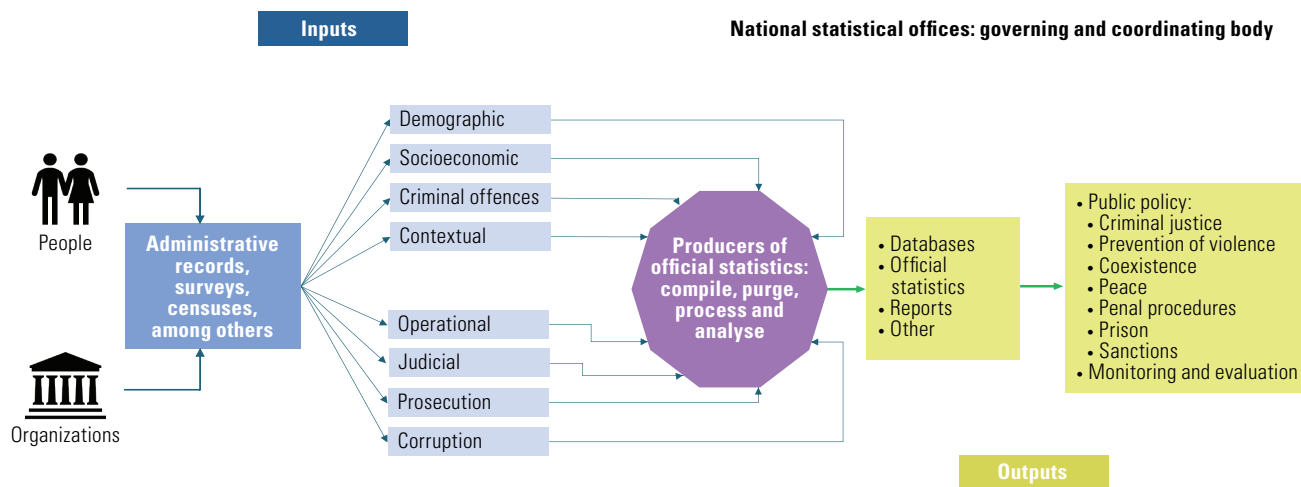 Inputs
National statistical offices: governing and coordinating body
People
Organizations
Administrative
records,
surveys,
censuses,
among others
Demographic
Socioeconomic
Criminal offences
Contextual
Operational
Judicial
Prosecution
Corruption
Producers of
official statistics:
compile, purge,
process and
analyse
• Databases
• Official
statistics
• Reports
• Other
• Public policy:
• Criminal justice
• Prevention of violence
• Coexistence
• Peace
• Penal procedures
• Prison
• Sanctions
• Monitoring and evaluation
Outputs